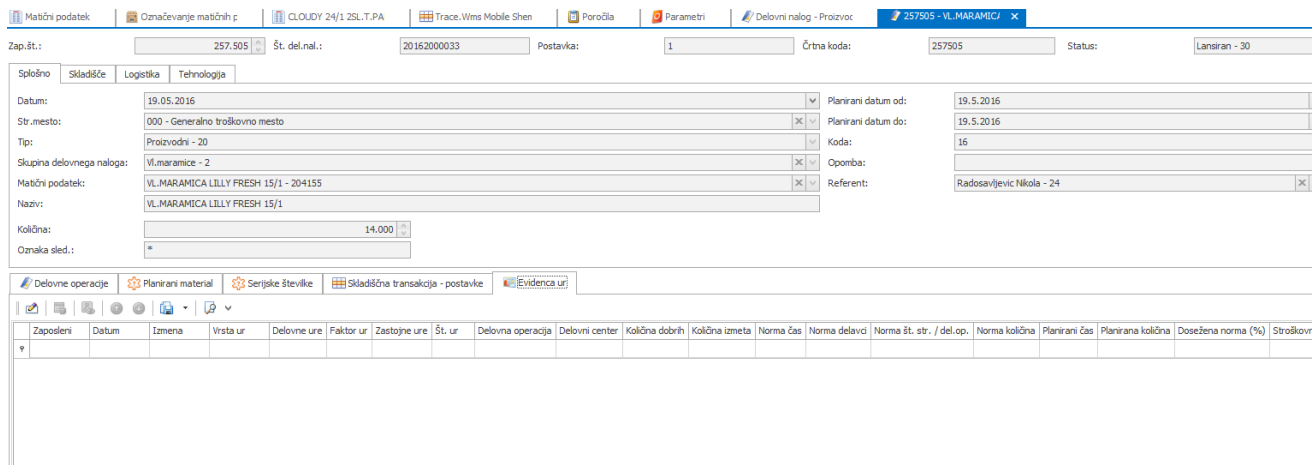 Matični podatek Označevanje matičnih p CLOUDY 24/1 2SL.T.PA Trace.Wms Mobile Shen Poročila Parametri Delovni nalog - Proizvoc 257505 - VL.MARAMICA
Zap.št.: 257.505 Št. del.nal.: 20162000033 Postavka: 1 Črtna koda: 257505 Status: Lansiran - 30
Splošno Skladišče Logistika Tehnologija
Datum: 19.05.2016 Planirani datum od: 19.5.2016
Str.mesto: 000 - Generalno troškovno mesto Planirani datum do: 19.5.2016
Tip: Proizvodni - 20 Koda: 16
Skupina delovnega naloga: Vl.maramice - 2 Opomba:
Matični podatek: VL.MARAMICA LILLY FRESH 15/1 - 204155 Referent: Radosavljevic Nikola - 24
Naziv: VL.MARAMICA LILLY FRESH 15/1
Količina: 14.000
Oznaka sled.: *
Delovne operacije Planirani material Serijske številke Skladiščna transakcija - postavke Evidenca ur
Zaposleni Datum Izmena Vrsta ur Delovne ure Faktor ur Zastojne ure Št. ur Delovna operacija Delovni center Količina dobrih Količina izmeta Norma čas Norma delavci Norma št. str. / del.op. Norma količina Planirani čas Planirana količina Dosežena norma (%) Stroškovn